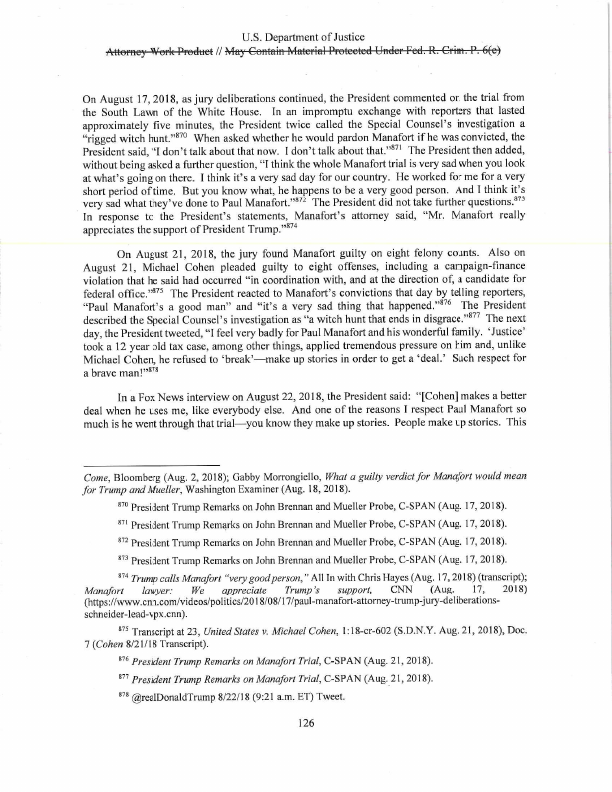 U.S. Department of Justice
Attorney Work Product // May Contain Material Protected Under Fed. R. Crim. P. 6(e)
On August 17, 2018, as jury deliberations continued, the President commented on the trial from
the South Lawn of the White House. In an impromptu exchange with reporters that lasted
approximately five minutes, the President twice called the Special Counsel's investigation a
"rigged witch hunt."870 When asked whether he would pardon Manafort if he was convicted, the
President said, "I don't talk about that now. I don't talk about that."871 The President then added,
without being asked a further question, "I think the whole Manafort trial is very sad when you look
at what's going on there. I think it's a very sad day for our country. He worked for me for a very
short period of time. But you know what, he happens to be a very good person. And I think it's
very sad what they've done to Paul Manafort."872 The President did not take further questions.873
In response to the President's statements, Manafort's attorney said, "Mr. Manafort really
appreciates the support of President Trump."874
On August 21, 2018, the jury found Manafort guilty on eight felony counts. Also on
August 21, Michael Cohen pleaded guilty to eight offenses, including a campaign-finance
violation that he said had occurred "in coordination with, and at the direction of, a candidate for
federal office."875 The President reacted to Manafort's convictions that day by telling reporters,
"Paul Manafort's a good man" and "it's a very sad thing that happened."876 The President
described the Special Counsel's investigation as "a witch hunt that ends in disgrace."877 The next
day, the President tweeted, "I feel very badly for Paul Manafort and his wonderful family. 'Justice'
took a 12 year old tax case, among other things, applied tremendous pressure on him and, unlike
Michael Cohen, he refused to 'break'—make up stories in order to get a 'deal.' Such respect for
a brave man!"878
In a Fox News interview on August 22, 2018, the President said: "[Cohen] makes a better
deal when he uses me, like everybody else. And one of the reasons I respect Paul Manafort so
much is he went through that trial—you know they make up stories. People make up stories. This
Come, Bloomberg (Aug. 2, 2018); Gabby Morrongiello, What a guilty verdict for Manafort would mean
for Trump and Mueller, Washington Examiner (Aug. 18, 2018).
870 President Trump Remarks on John Brennan and Mueller Probe, C-SPAN (Aug. 17, 2018).
871 President Trump Remarks on John Brennan and Mueller Probe, C-SPAN (Aug. 17, 2018).
872 President Trump Remarks on John Brennan and Mueller Probe, C-SPAN (Aug. 17, 2018).
873 President Trump Remarks on John Brennan and Mueller Probe, C-SPAN (Aug. 17, 2018).
874 Trump calls Manafort "very good person," All In with Chris Hayes (Aug. 17, 2018) (transcript);
Manafort lawyer: We appreciate Trump's support, CNN (Aug. 17, 2018)
(https://www.cnn.com/videos/politics/2018/08/17/paul-manafort-attorney-trump-jury-deliberations-
schneider-lead-vpx.cnn).
875 Transcript at 23, United States v. Michael Cohen, 1:18-cr-602 (S.D.N.Y. Aug. 21, 2018), Doc.
7 (Cohen 8/21/18 Transcript).
876 President Trump Remarks on Manafort Trial, C-SPAN (Aug. 21, 2018).
877 President Trump Remarks on Manafort Trial, C-SPAN (Aug. 21, 2018).
878 @realDonaldTrump 8/22/18 (9:21 a.m. ET) Tweet.
126